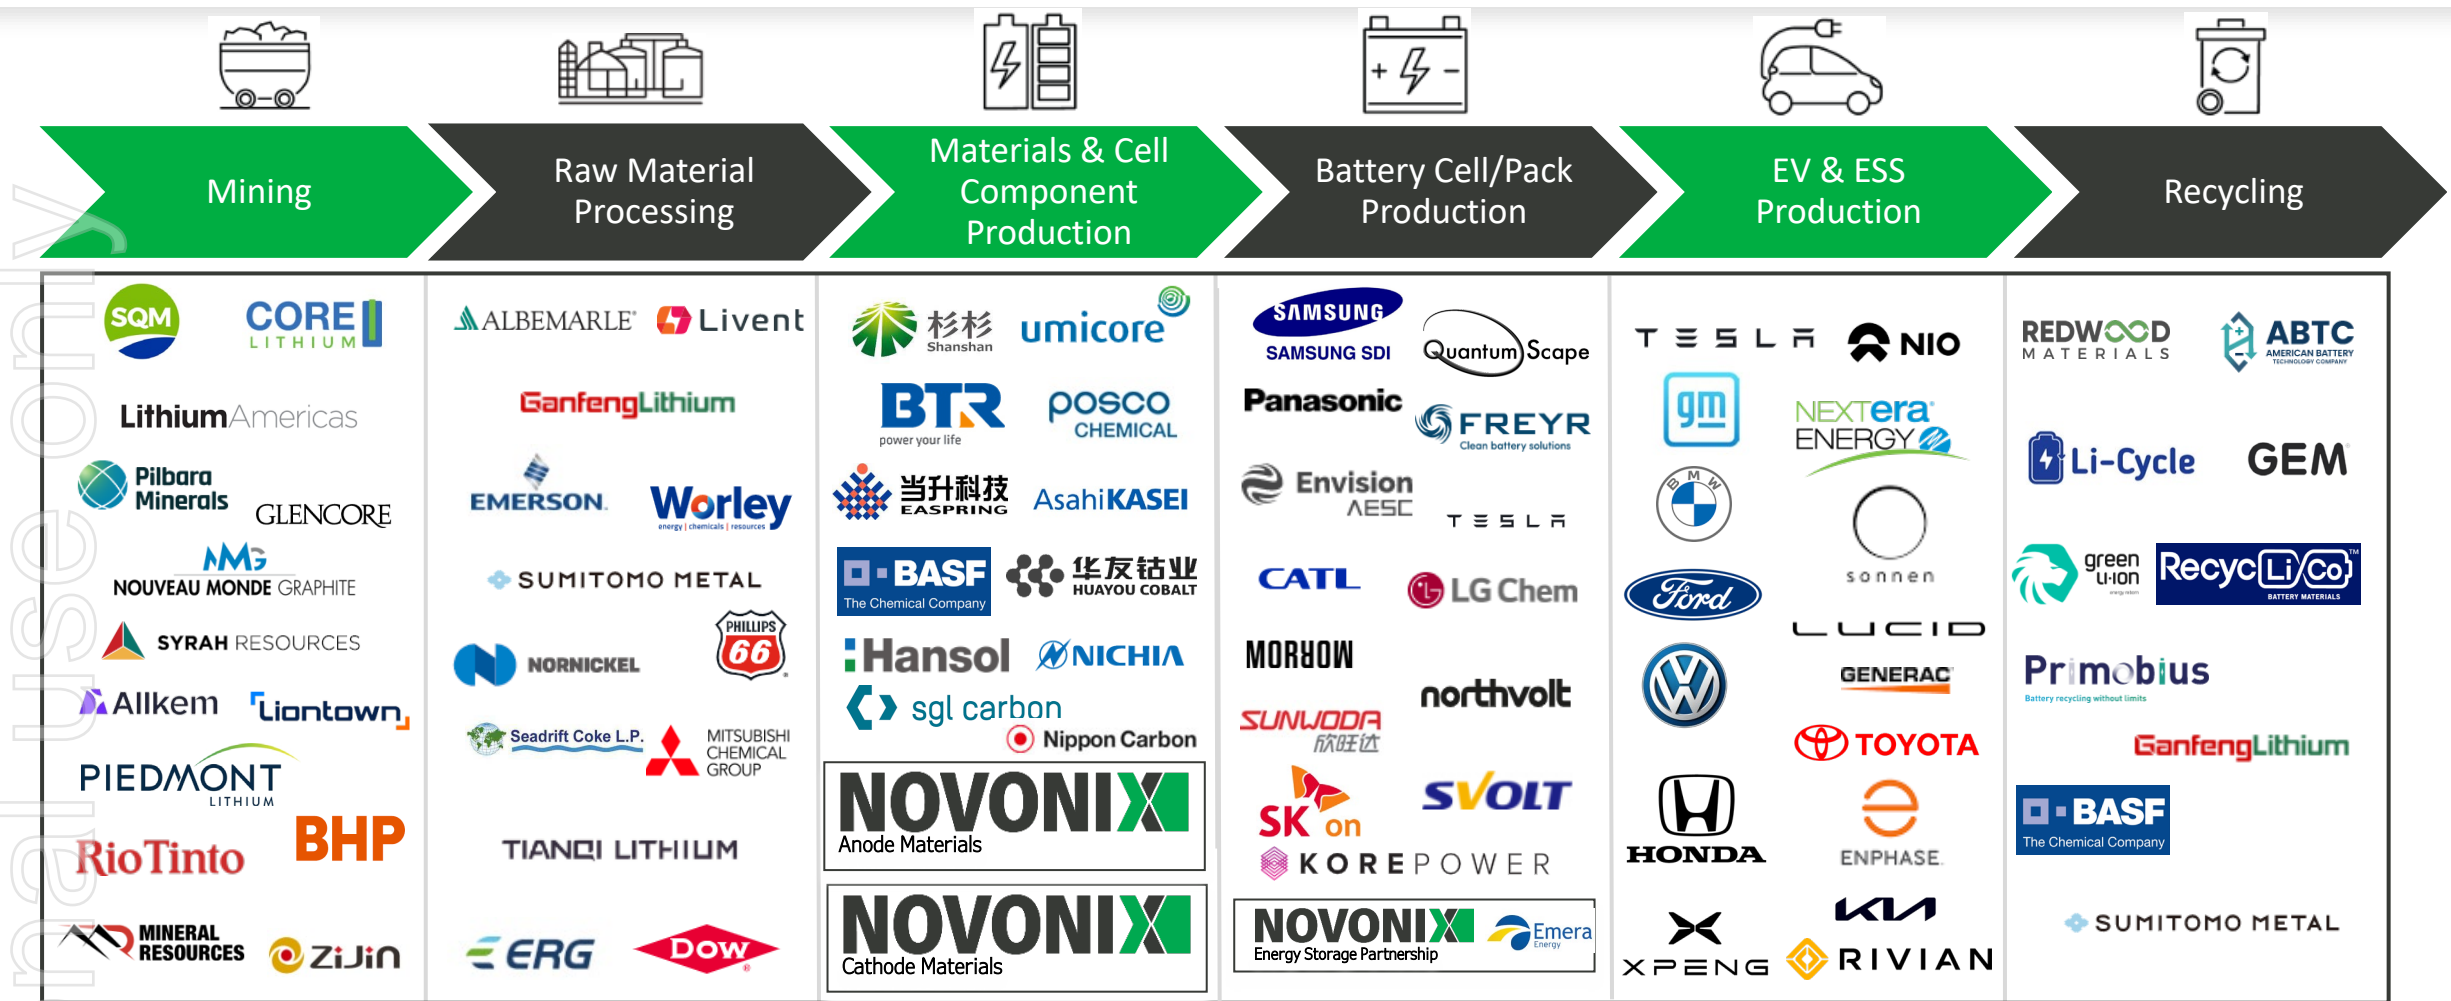 Mining
Raw Material
Processing
Materials & Cell
Component
Production
Battery Cell/Pack
Production
EV & ESS
Production
Recycling
SQM
CORE
LITHIUM
LithiumAmericas
Pilbara
Minerals
GLENCORE
NMG
NOUVEAU MONDE GRAPHITE
SYRAH RESOURCES
Allkem
Liontown
PIEDMONT
LITHIUM
BHP
RioTinto
MINERAL
RESOURCES
ZiJin
ALBEMARLE
Livent
GanfengLithium
EMERSON
Worley
energy | chemicals | resources
SUMITOMO METAL
PHILLIPS
66
NORNICKEL
Seadrift Coke L.P.
MITSUBISHI
CHEMICAL
GROUP
TIANQI LITHIUM
ERG
DOW
杉杉
Shanshan
umicore
BTR
power your life
posco
CHEMICAL
当升科技
EASPRING
AsahiKASEI
BASF
The Chemical Company
华友钴业
HUAYOU COBALT
Hansol
NICHIA
sgl carbon
Nippon Carbon
NOVONIX
Anode Materials
NOVONIX
Cathode Materials
SAMSUNG
SAMSUNG SDI
QuantumScape
Panasonic
FREYR
Clean battery solutions
Envision
AESC
TESLA
CATL
LG Chem
MORROW
northvolt
SUNWODA
欣旺达
SK on
SVOLT
KOREPOWER
NOVONIX
Energy Storage Partnership
Emera
Energy
TESLA
NIO
gm
NEXTera
ENERGY
BMW
sonnen
Ford
LUCID
VW
GENERAC
TOYOTA
HONDA
ENPHASE
KIA
XPENG
RIVIAN
REDWOOD
MATERIALS
ABTC
AMERICAN BATTERY
TECHNOLOGY COMPANY
Li-Cycle
GEM
green
Li-ion
RecycLiCo™
BATTERY MATERIALS
Primobius
Battery recycling without limits
GanfengLithium
BASF
The Chemical Company
SUMITOMO METAL